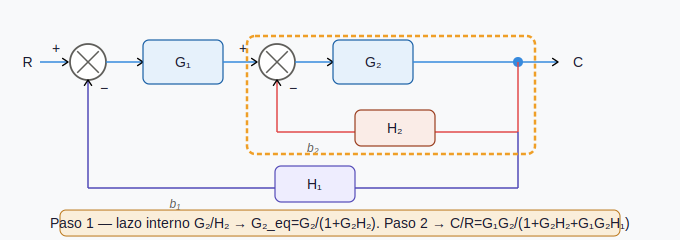 R + G₁ + G₂ C
− −
H₂
b₂
H₁
b₁
Paso 1 — lazo interno G₂/H₂ → G₂_eq=G₂/(1+G₂H₂). Paso 2 → C/R=G₁G₂/(1+G₂H₂+G₁G₂H₁)